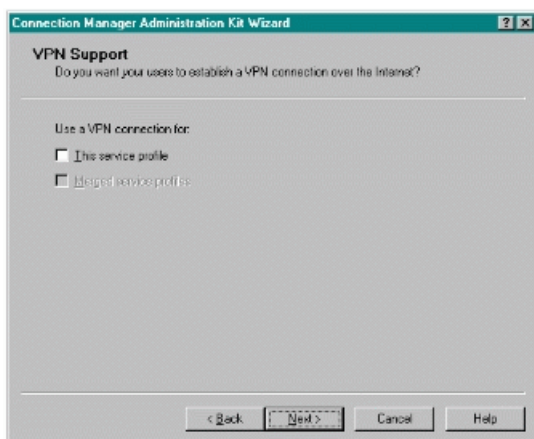 Connection Manager Administration Kit Wizard
VPN Support
Do you want your users to establish a VPN connection over the Internet?
Use a VPN connection for:
This service profile
Merged service profiles
< Back
Next >
Cancel
Help